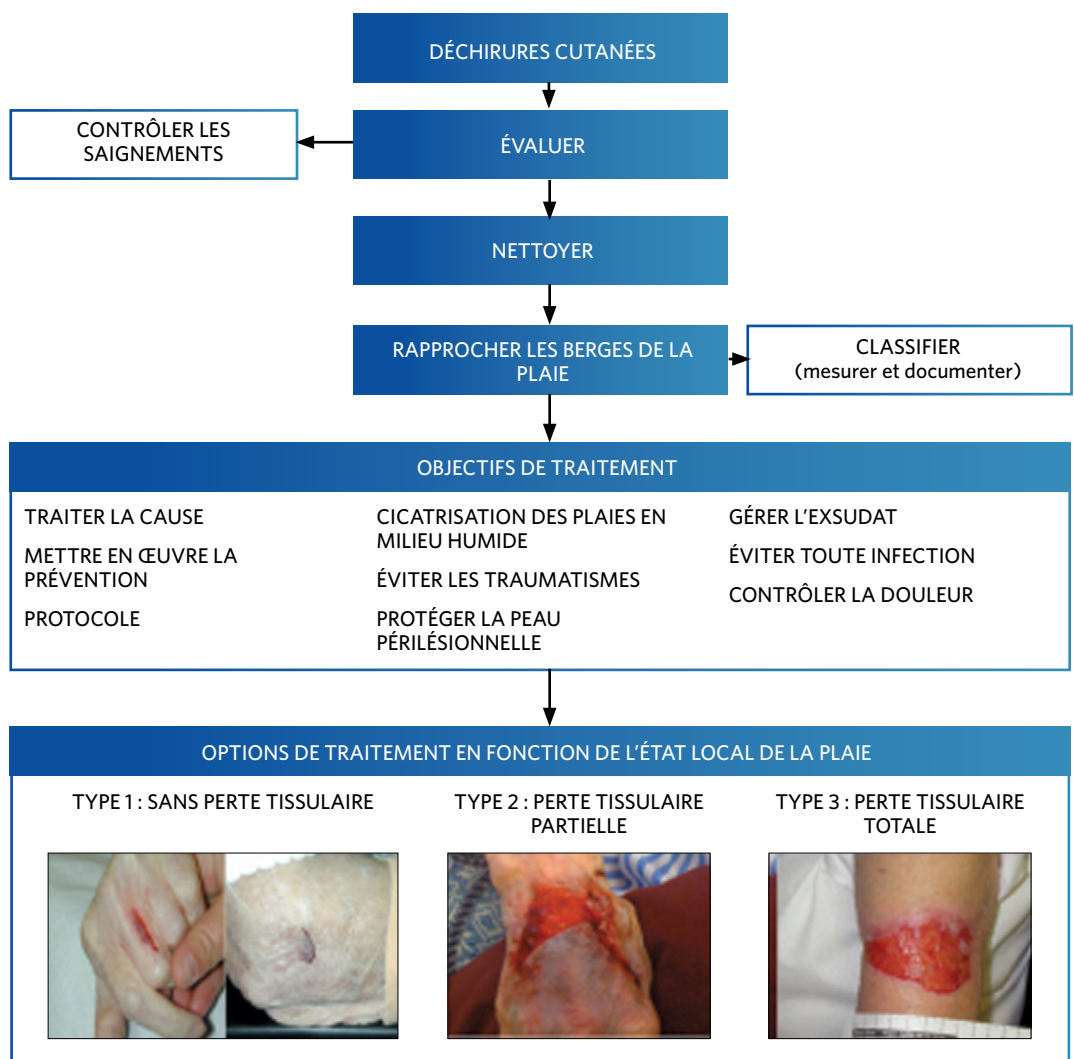 DÉCHIRURES CUTANÉES
CONTRÔLER LES
SAIGNEMENTS
ÉVALUER
NETTOYER
RAPPROCHER LES BERGES DE LA
PLAIE
CLASSIFIER
(mesurer et documenter)
OBJECTIFS DE TRAITEMENT
TRAITER LA CAUSE
METTRE EN ŒUVRE LA
PRÉVENTION
PROTOCOLE
CICATRISATION DES PLAIES EN
MILIEU HUMIDE
ÉVITER LES TRAUMATISMES
PROTÉGER LA PEAU
PÉRILÉSIONNELLE
GÉRER L'EXSUDAT
ÉVITER TOUTE INFECTION
CONTRÔLER LA DOULEUR
OPTIONS DE TRAITEMENT EN FONCTION DE L'ÉTAT LOCAL DE LA PLAIE
TYPE 1 : SANS PERTE TISSULAIRE
TYPE 2 : PERTE TISSULAIRE
PARTIELLE
TYPE 3 : PERTE TISSULAIRE
TOTALE